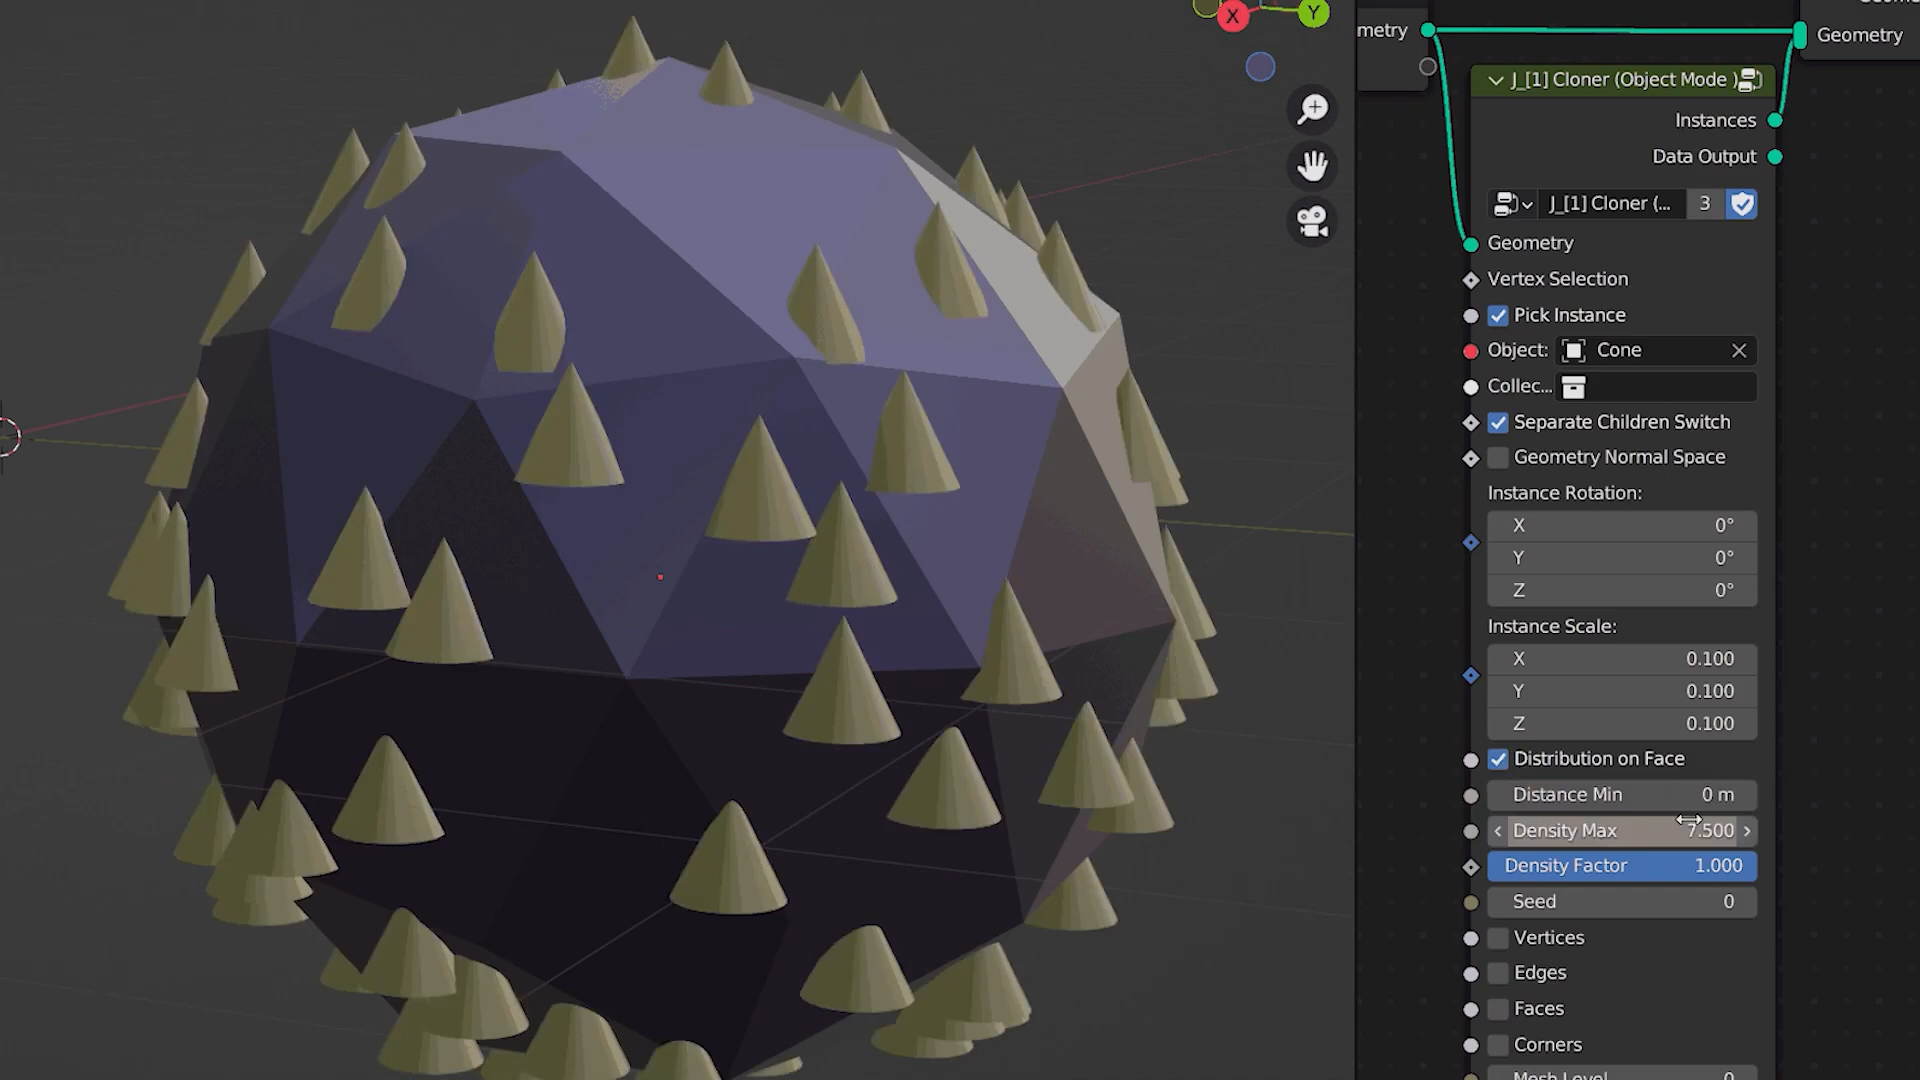 X
Y
metry
Geometry
J_[1] Cloner (Object Mode )
Instances
Data Output
J_[1] Cloner (... 3
Geometry
Vertex Selection
Pick Instance
Object: Cone
Collec...
Separate Children Switch
Geometry Normal Space
Instance Rotation:
X 0°
Y 0°
Z 0°
Instance Scale:
X 0.100
Y 0.100
Z 0.100
Distribution on Face
Distance Min 0 m
Density Max 7.500
Density Factor 1.000
Seed 0
Vertices
Edges
Faces
Corners
Mesh Level 0